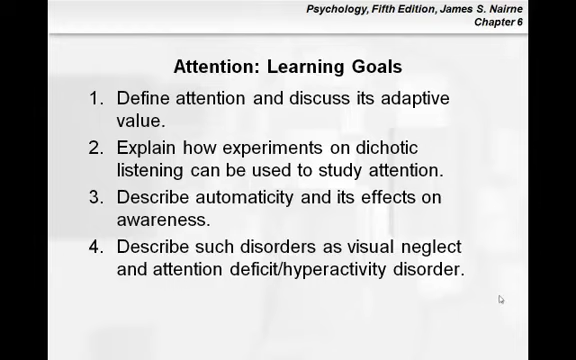 Psychology, Fifth Edition, James S. Nairne
Chapter 6
Attention: Learning Goals
1. Define attention and discuss its adaptive
value.
2. Explain how experiments on dichotic
listening can be used to study attention.
3. Describe automaticity and its effects on
awareness.
4. Describe such disorders as visual neglect
and attention deficit/hyperactivity disorder.